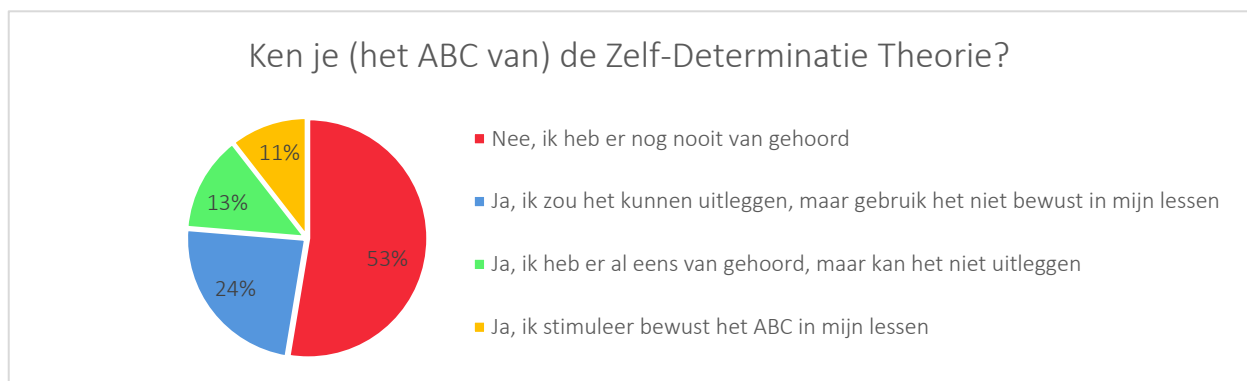 Ken je (het ABC van) de Zelf-Determinatie Theorie?
11%
13%
24%
53%
Nee, ik heb er nog nooit van gehoord
Ja, ik zou het kunnen uitleggen, maar gebruik het niet bewust in mijn lessen
Ja, ik heb er al eens van gehoord, maar kan het niet uitleggen
Ja, ik stimuleer bewust het ABC in mijn lessen